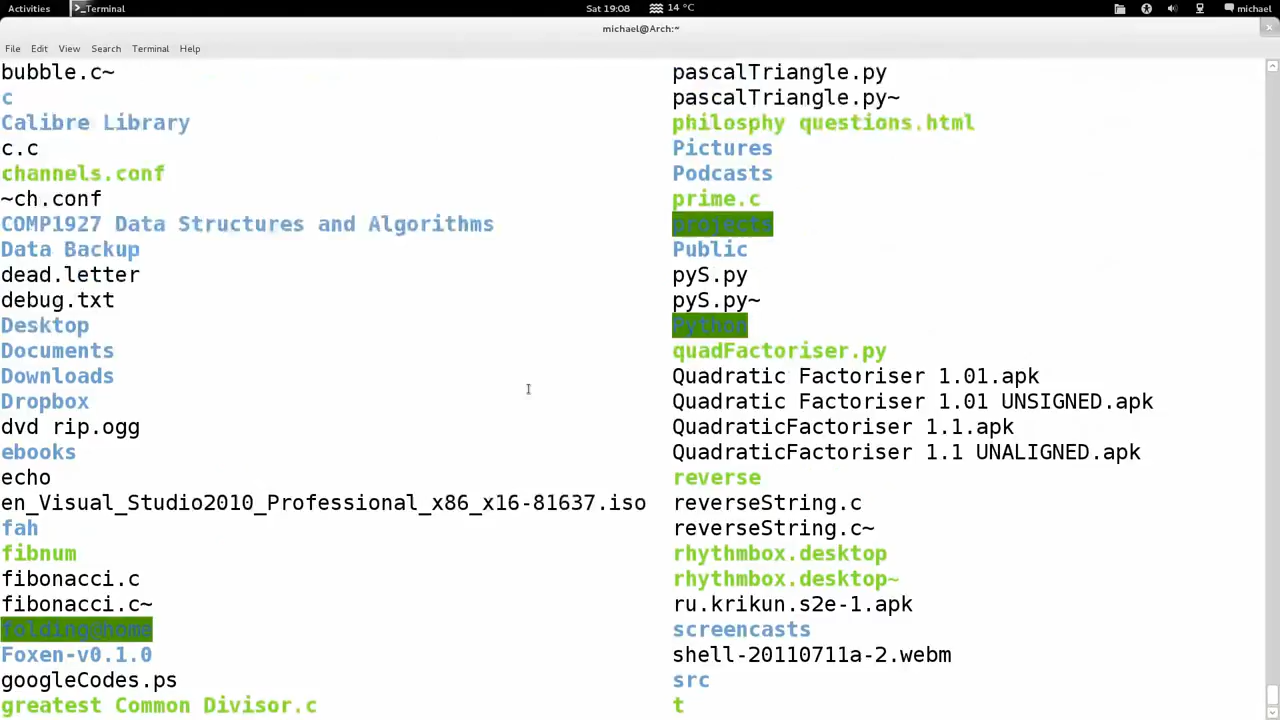 Activities
Terminal
Sat 19:08
14 °C
michael
michael@Arch:~
File Edit View Search Terminal Help
bubble.c~
c
Calibre Library
c.c
channels.conf
~ch.conf
COMP1927 Data Structures and Algorithms
Data Backup
dead.letter
debug.txt
Desktop
Documents
Downloads
Dropbox
dvd rip.ogg
ebooks
echo
en_Visual_Studio2010_Professional_x86_x16-81637.iso
fah
fibnum
fibonacci.c
fibonacci.c~
folding@home
Foxen-v0.1.0
googleCodes.ps
greatest Common Divisor.c
pascalTriangle.py
pascalTriangle.py~
philosphy questions.html
Pictures
Podcasts
prime.c
projects
Public
pyS.py
pyS.py~
Python
quadFactoriser.py
Quadratic Factoriser 1.01.apk
Quadratic Factoriser 1.01 UNSIGNED.apk
QuadraticFactoriser 1.1.apk
QuadraticFactoriser 1.1 UNALIGNED.apk
reverse
reverseString.c
reverseString.c~
rhythmbox.desktop
rhythmbox.desktop~
ru.krikun.s2e-1.apk
screencasts
shell-20110711a-2.webm
src
t